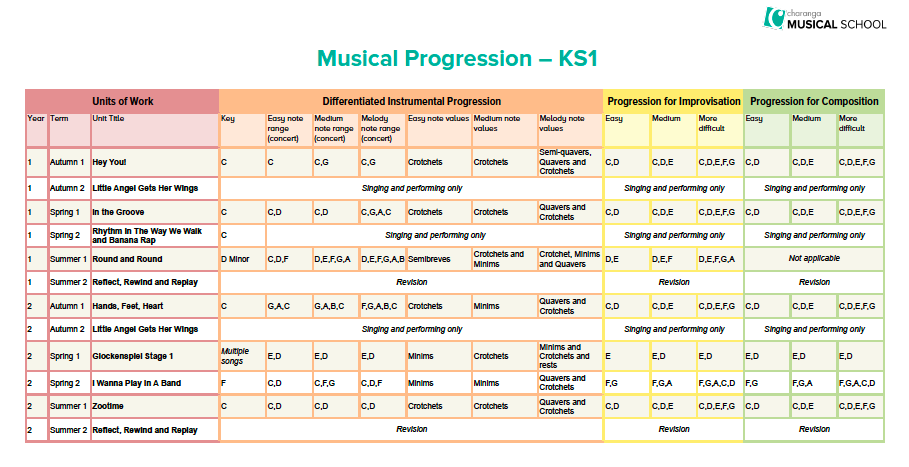 charanga
MUSICAL SCHOOL
Musical Progression – KS1
Units of Work Differentiated Instrumental Progression Progression for Improvisation Progression for Composition
Year Term Unit Title Key Easy note range (concert) Medium note range (concert) Melody note range (concert) Easy note values Medium note values Melody note values Easy Medium More difficult Easy Medium More difficult
1 Autumn 1 Hey You! C C C,G C,G Crotchets Crotchets Semi-quavers, Quavers and Crotchets C,D C,D,E C,D,E,F,G C,D C,D,E C,D,E,F,G
1 Autumn 2 Little Angel Gets Her Wings Singing and performing only Singing and performing only Singing and performing only
1 Spring 1 In the Groove C C,D C,D C,G,A,C Crotchets Crotchets Quavers and Crotchets C,D C,D,E C,D,E,F,G C,D C,D,E C,D,E,F,G
1 Spring 2 Rhythm In The Way We Walk and Banana Rap C Singing and performing only Singing and performing only Singing and performing only
1 Summer 1 Round and Round D Minor C,D,F D,E,F,G,A D,E,F,G,A,B Semibreves Crotchets and Minims Crotchet, Minims and Quavers D,E D,E,F D,E,F,G,A Not applicable
1 Summer 2 Reflect, Rewind and Replay Revision Revision Revision
2 Autumn 1 Hands, Feet, Heart C G,A,C G,A,B,C F,G,A,B,C Crotchets Minims Quavers and Crotchets C,D C,D,E C,D,E,F,G C,D C,D,E C,D,E,F,G
2 Autumn 2 Little Angel Gets Her Wings Singing and performing only Singing and performing only Singing and performing only
2 Spring 1 Glockenspiel Stage 1 Multiple songs E,D E,D E,D Minims Crotchets Minims and Crotchets and rests E E,D E,D E,D E,D E,D
2 Spring 2 I Wanna Play In A Band F C,D C,F,G C,D,F Minims Minims Quavers and Crotchets F,G F,G,A F,G,A,C,D F,G F,G,A F,G,A,C,D
2 Summer 1 Zootime C C,D C,D C,D Crotchets Crotchets Quavers and Crotchets C,D C,D,E C,D,E,F,G C,D C,D,E C,D,E,F,G
2 Summer 2 Reflect, Rewind and Replay Revision Revision Revision